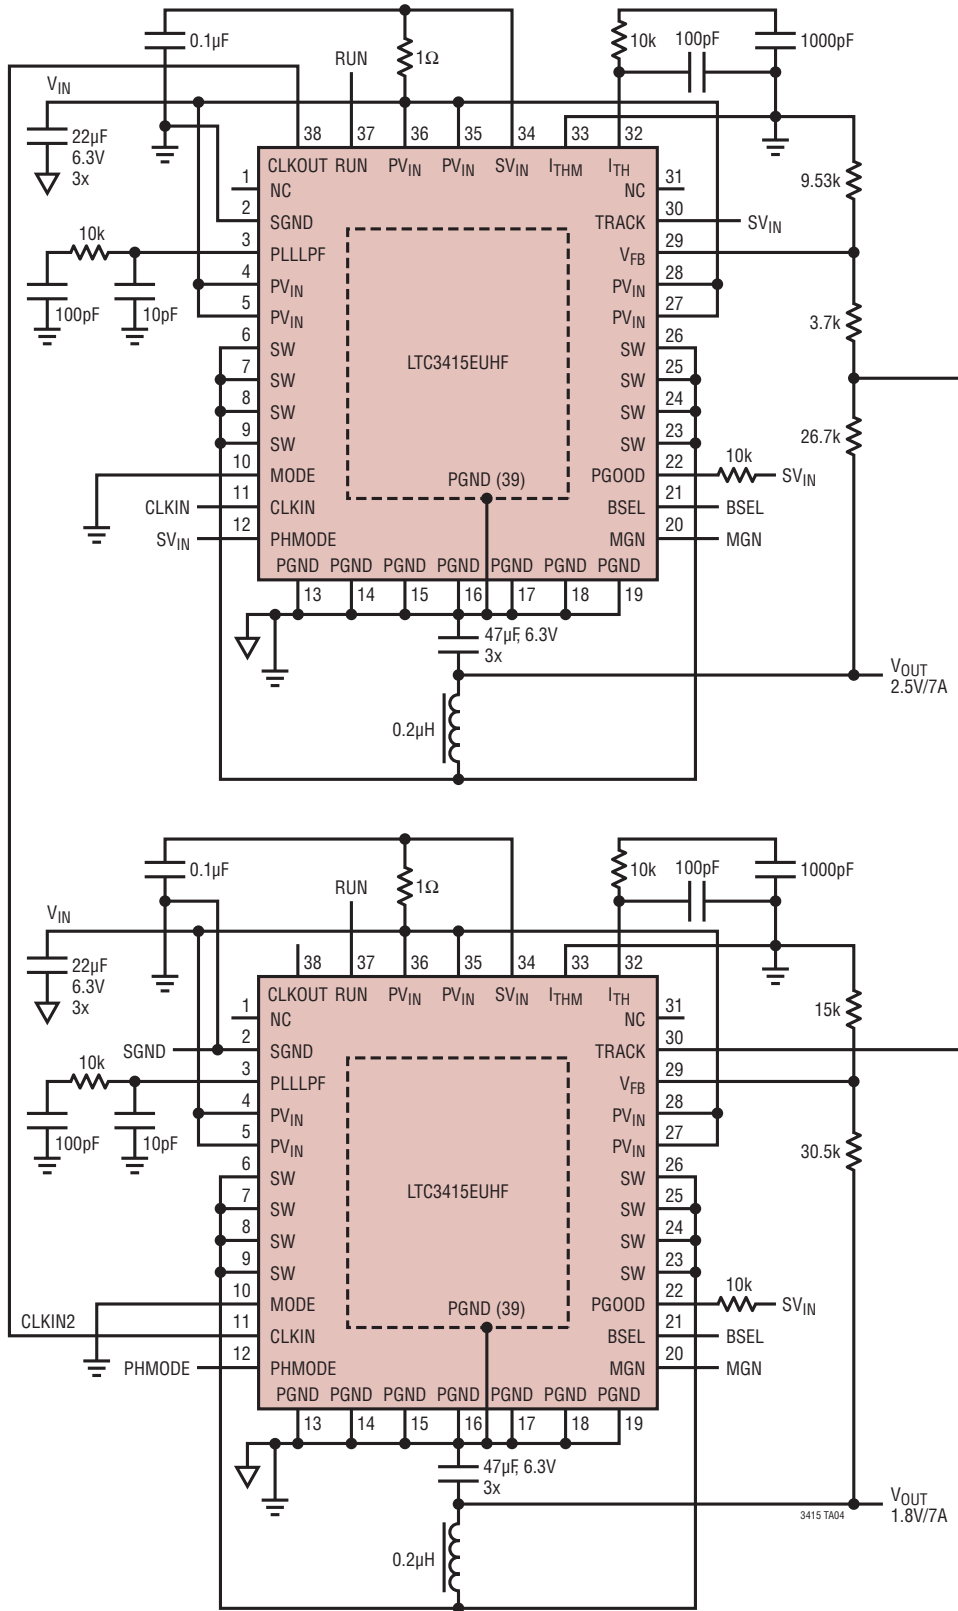 0.1µF
1Ω
RUN
10k
100pF
1000pF
VIN
22µF
6.3V
3x
38
37
36
35
34
33
32
CLKOUT
RUN
PVIN
PVIN
SVIN
ITHM
ITH
1
NC
2
SGND
3
PLLLPF
4
PVIN
5
PVIN
6
SW
7
SW
8
SW
9
SW
10
MODE
11
CLKIN
12
PHMODE
10k
100pF
10pF
CLKIN
SVIN
LTC3415EUHF
PGND (39)
31
NC
30
TRACK
29
VFB
28
PVIN
27
PVIN
26
SW
25
SW
24
SW
23
SW
22
PGOOD
21
BSEL
20
MGN
SVIN
9.53k
3.7k
26.7k
10k
SVIN
BSEL
MGN
PGND
PGND
PGND
PGND
PGND
PGND
PGND
13
14
15
16
17
18
19
47µF, 6.3V
3x
0.2µH
VOUT
2.5V/7A
0.1µF
1Ω
RUN
10k
100pF
1000pF
VIN
22µF
6.3V
3x
38
37
36
35
34
33
32
CLKOUT
RUN
PVIN
PVIN
SVIN
ITHM
ITH
1
NC
2
SGND
3
PLLLPF
4
PVIN
5
PVIN
6
SW
7
SW
8
SW
9
SW
10
MODE
11
CLKIN
12
PHMODE
SGND
10k
100pF
10pF
CLKIN2
PHMODE
LTC3415EUHF
PGND (39)
31
NC
30
TRACK
29
VFB
28
PVIN
27
PVIN
26
SW
25
SW
24
SW
23
SW
22
PGOOD
21
BSEL
20
MGN
15k
30.5k
10k
SVIN
BSEL
MGN
PGND
PGND
PGND
PGND
PGND
PGND
PGND
13
14
15
16
17
18
19
47µF, 6.3V
3x
0.2µH
3415 TA04
VOUT
1.8V/7A